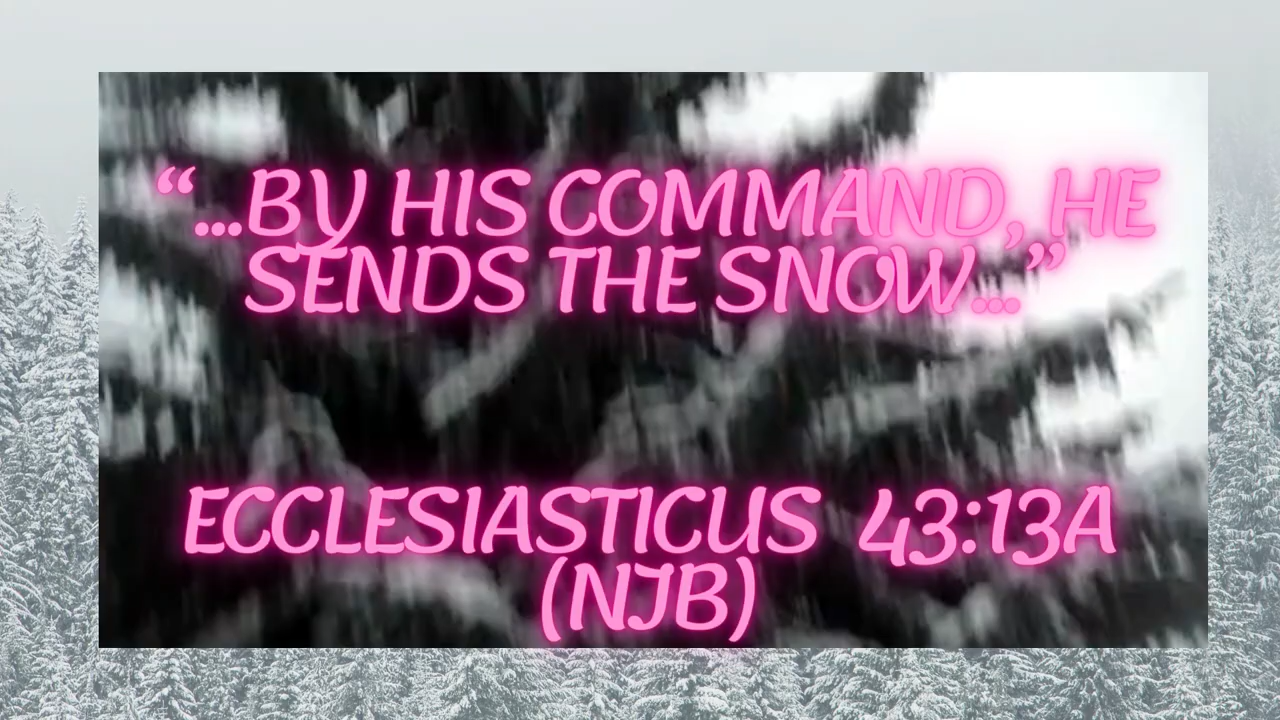 “...BY HIS COMMAND, HE
SENDS THE SNOW...”
ECCLESIASTICUS 43:13A
(NJB)